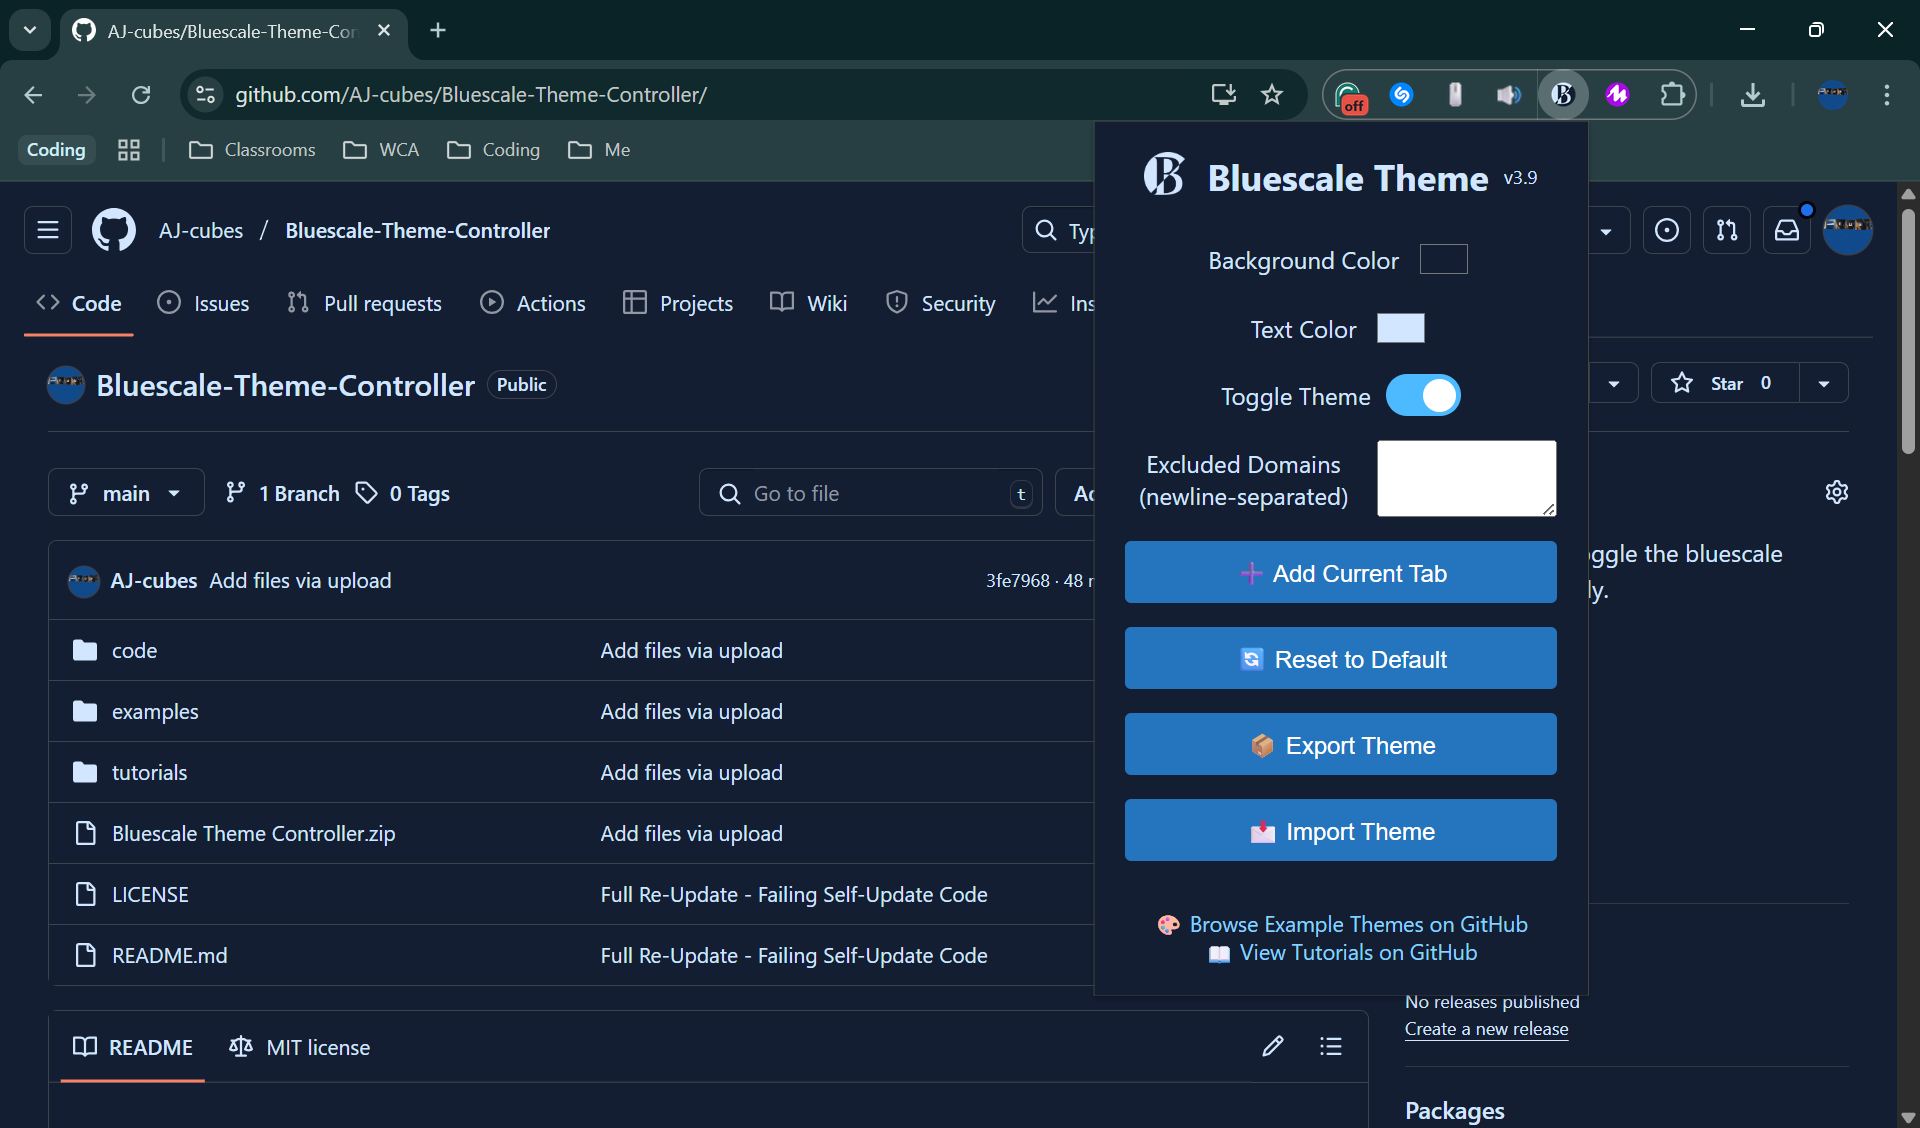 AJ-cubes/Bluescale-Theme-Con
github.com/AJ-cubes/Bluescale-Theme-Controller/
off
Coding
Classrooms
WCA
Coding
Me
Bluescale Theme v3.9
Background Color
Text Color
Toggle Theme
Excluded Domains
(newline-separated)
Add Current Tab
Reset to Default
Export Theme
Import Theme
Browse Example Themes on GitHub
View Tutorials on GitHub
AJ-cubes / Bluescale-Theme-Controller
Code
Issues
Pull requests
Actions
Projects
Wiki
Security
Bluescale-Theme-Controller Public
Star 0
main
1 Branch
0 Tags
Go to file
t
AJ-cubes Add files via upload
3fe7968 · 48
code Add files via upload
examples Add files via upload
tutorials Add files via upload
Bluescale Theme Controller.zip Add files via upload
LICENSE Full Re-Update - Failing Self-Update Code
README.md Full Re-Update - Failing Self-Update Code
README
MIT license
the bluescale
No releases published
Create a new release
Packages